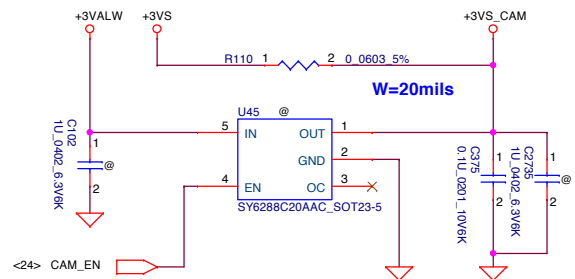 +3VALW +3VS +3VS_CAM
R110 1 2 0_0603_5%
W=20mils
U45 @
5 IN OUT 1
GND 2
4 EN OC 3
SY6288C20AAC_SOT23-5
C102
1U_0402_6.3V6K
1
@
2
C375
0.1U_0201_10V6K
1
2
C2735
1U_0402_6.3V6K
1
@
2
<24> CAM_EN